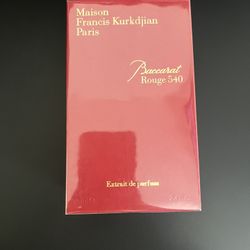 Maison
Francis Kurkdjian
Paris
Baccarat
Rouge 540
Extrait de parfum